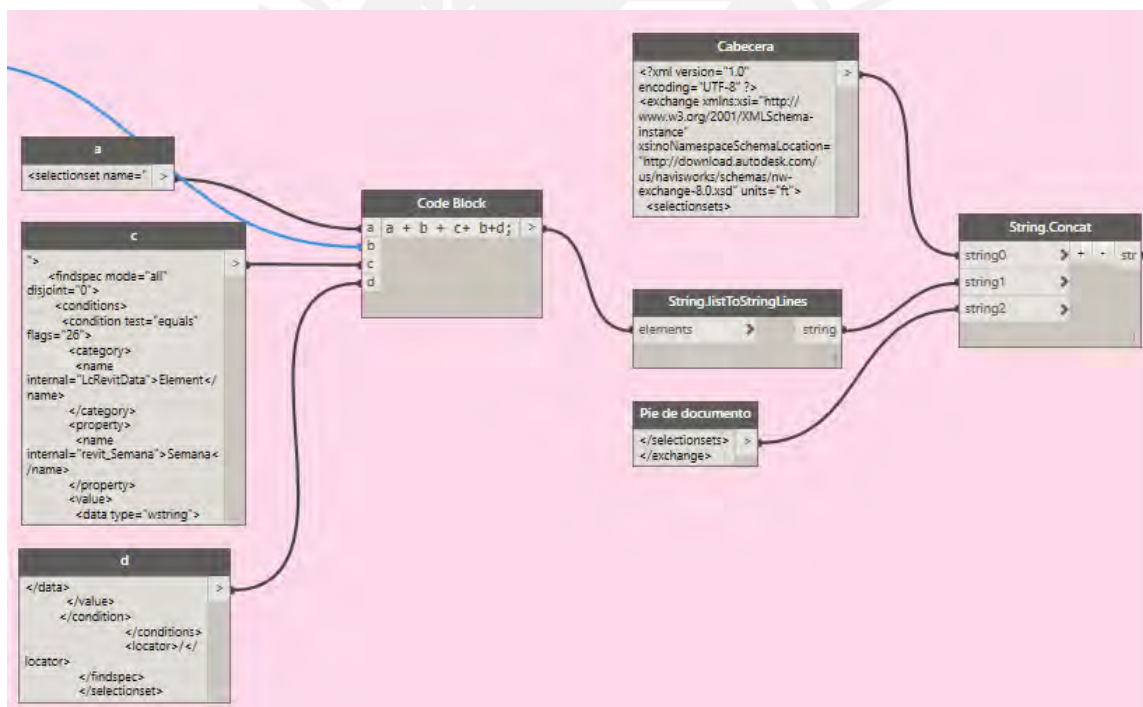 a
<selectionset name=" >
c
">
<findspec mode="all"
disjoint="0">
<conditions>
<condition test="equals"
flags="26">
<category>
<name
internal="LcRevitData">Element</
name>
</category>
<property>
<name
internal="revit_Semana">Semana<
/name>
</property>
<value>
<data type="wstring">
>
d
</data>
</value>
</condition>
</conditions>
<locator>/</
locator>
</findspec>
</selectionset>
>
Code Block
a a + b + c+ b+d; >
b
c
d
Cabecera
<?xml version="1.0"
encoding="UTF-8" ?>
<exchange xmlns:xsi="http://
www.w3.org/2001/XMLSchema-
instance"
xsi:noNamespaceSchemaLocation=
"http://download.autodesk.com/
us/navisworks/schemas/nw-
exchange-8.0.xsd" units="ft">
<selectionsets>
>
String.listToStringLines
elements > string
Pie de documento
</selectionsets> >
</exchange>
String.Concat
string0 > + - str
string1 >
string2 >